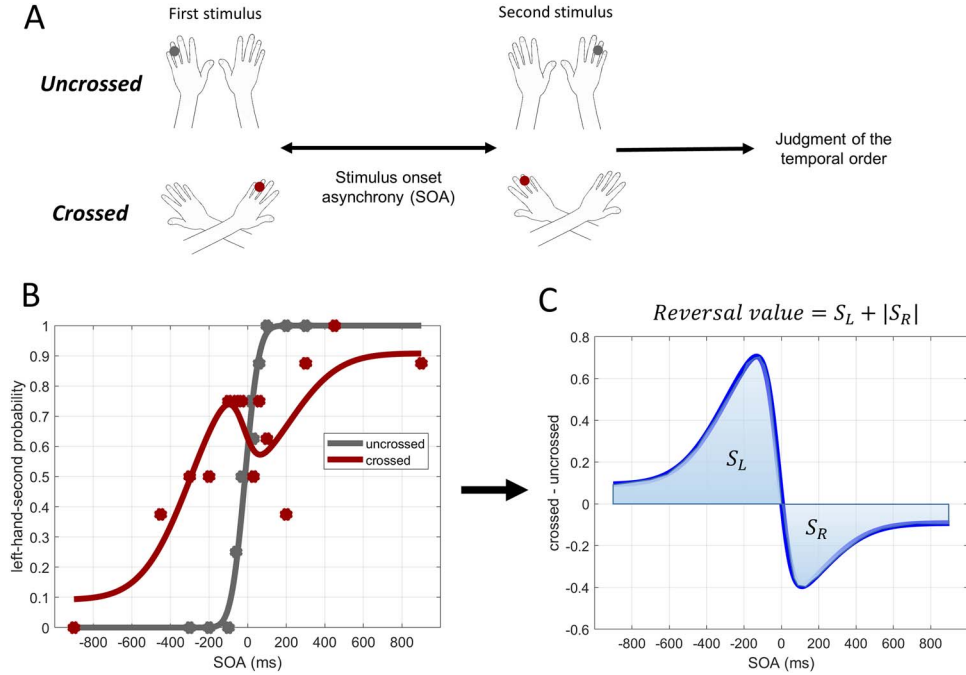 A
First stimulus
Second stimulus
Uncrossed
Stimulus onset
asynchrony (SOA)
Judgment of the
temporal order
Crossed
B
left-hand-second probability
1
0.9
0.8
0.7
0.6
0.5
0.4
0.3
0.2
0.1
0
-800 -600 -400 -200 0 200 400 600 800
SOA (ms)
uncrossed
crossed
C
Reversal value = S_L + |S_R|
crossed - uncrossed
0.8
0.6
0.4
0.2
0
-0.2
-0.4
-0.6
S_L
S_R
-800 -600 -400 -200 0 200 400 600 800
SOA (ms)